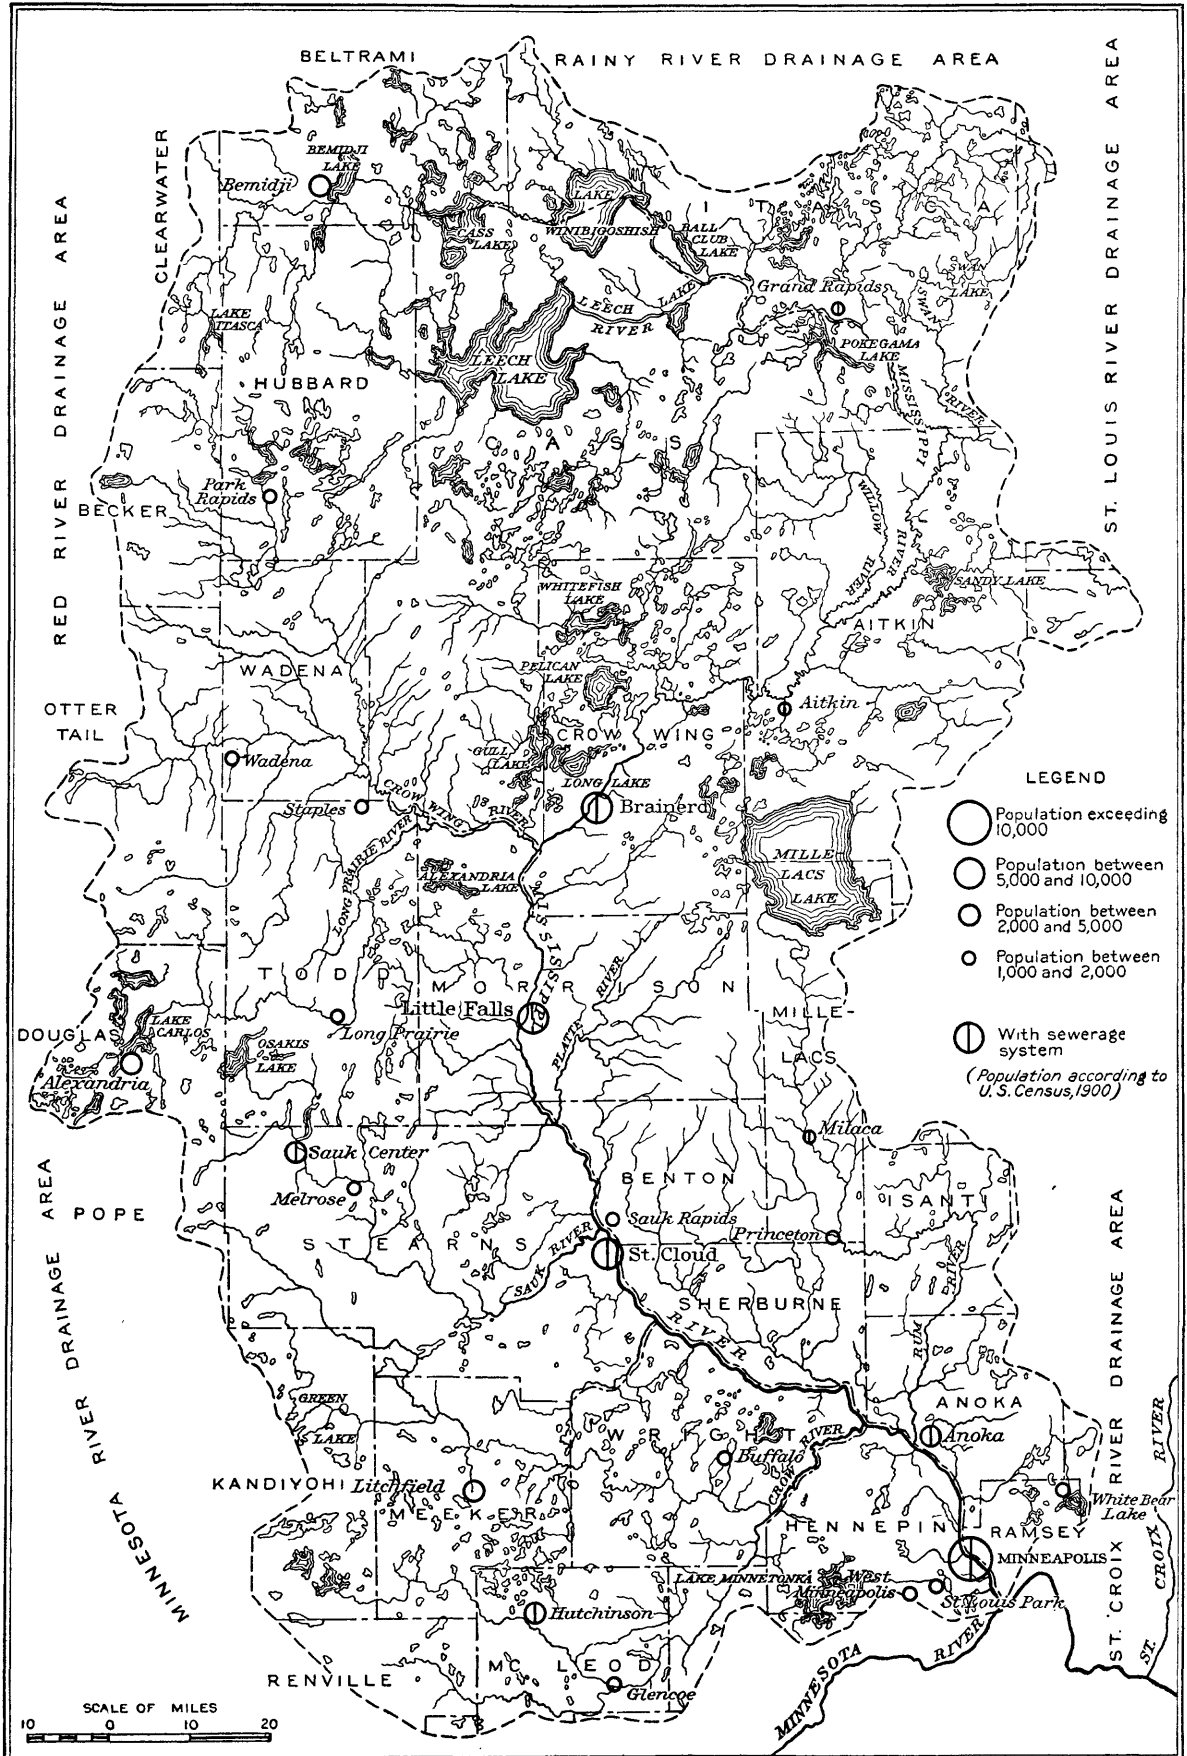 BELTRAMI
RAINY RIVER DRAINAGE AREA
ST. LOUIS RIVER DRAINAGE AREA
CLEARWATER
RED RIVER DRAINAGE AREA
BEMIDJI
LAKE
Bemidji
CASS
LAKE
LAKE
WINIBIGOSHISH
BALL
CLUB
LAKE
ITASCA
Grand Rapids
SWAN
LAKE
SWAN
LAKE
ITASCA
LEECH
RIVER
LAKE
POKEGAMA
LAKE
LEECH
LAKE
HUBBARD
MISSISSIPPI
RIVER
CASS
Park
Rapids
BECKER
WILLOW
RIVER
RIVER
SANDY LAKE
WHITEFISH
LAKE
AITKIN
WADENA
PELICAN
LAKE
Aitkin
OTTER
TAIL
CROW WING
GULL
LAKE
Wadena
LONG LAKE
Staples
CROW WING
RIVER
Brainerd
LONG PRAIRIE RIVER
ALEXANDRIA
LAKE
MILLE
LACS
LAKE
LEGEND
Population exceeding
10,000
Population between
5,000 and 10,000
Population between
2,000 and 5,000
Population between
1,000 and 2,000
With sewerage
system
(Population according to
U.S. Census, 1900)
MISSISSIPPI
TODD
MORRISON
PLATTE RIVER
Little Falls
MILLE
LACS
DOUGLAS
LAKE
CARLOS
Long Prairie
OSAKIS
LAKE
Alexandria
Milaca
Sauk Center
Melrose
BENTON
ISANTI
POPE
Sauk Rapids
Princeton
STEARNS
SAUK RIVER
St. Cloud
SHERBURNE
RIVER
RUM
RIVER
ST. CROIX RIVER DRAINAGE AREA
MINNESOTA RIVER DRAINAGE AREA
GREEN
LAKE
ANOKA
Anoka
WRIGHT
Buffalo
CROW
RIVER
KANDIYOHI
Litchfield
MEEKER
White Bear
Lake
HENNEPIN
RAMSEY
MINNEAPOLIS
LAKE MINNETONKA
West
Minneapolis
St. Louis Park
Hutchinson
RENVILLE
MC LEOD
Glencoe
MINNESOTA
RIVER
ST. CROIX RIVER
SCALE OF MILES
10 0 10 20